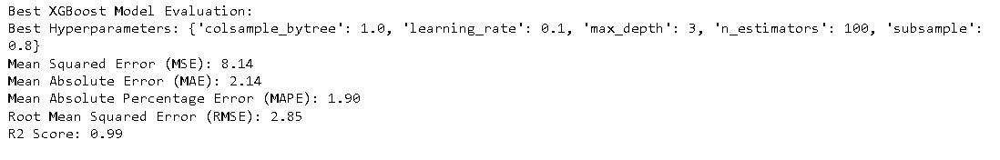 Best XGBoost Model Evaluation:
Best Hyperparameters: {'colsample_bytree': 1.0, 'learning_rate': 0.1, 'max_depth': 3, 'n_estimators': 100, 'subsample':
0.8}
Mean Squared Error (MSE): 8.14
Mean Absolute Error (MAE): 2.14
Mean Absolute Percentage Error (MAPE): 1.90
Root Mean Squared Error (RMSE): 2.85
R2 Score: 0.99